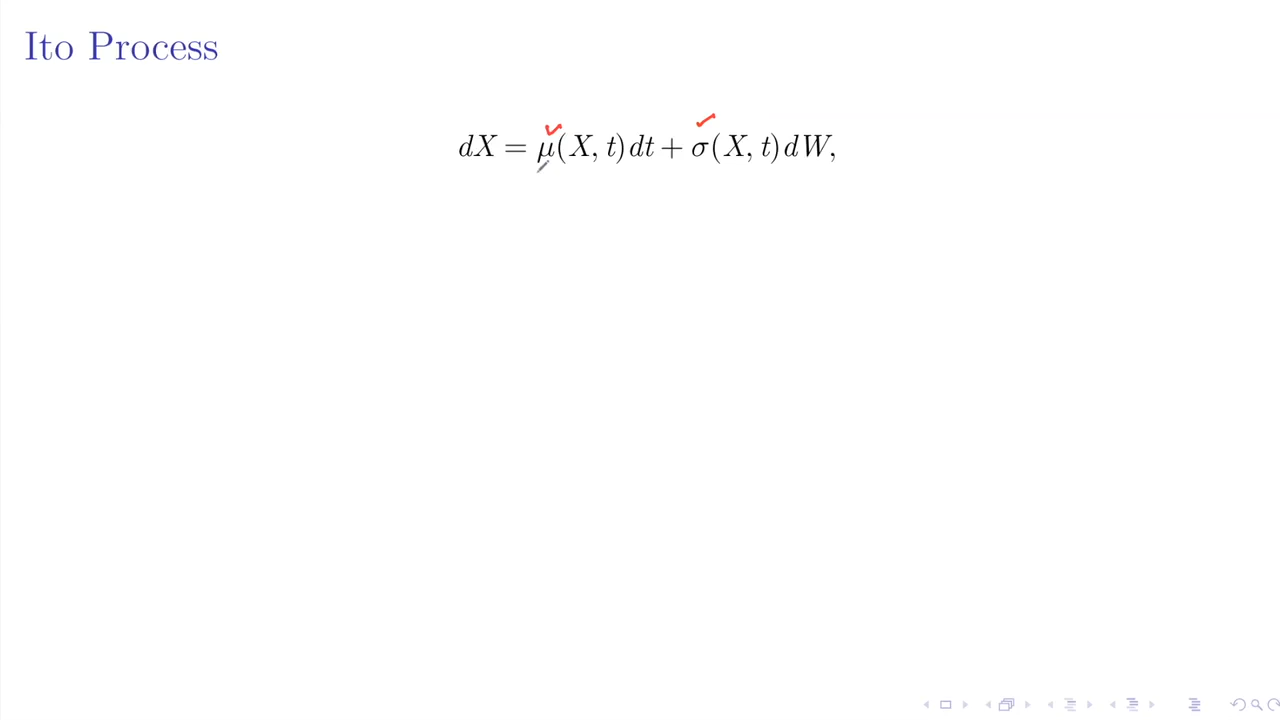 Ito Process
dX = μ(X, t)dt + σ(X, t)dW,